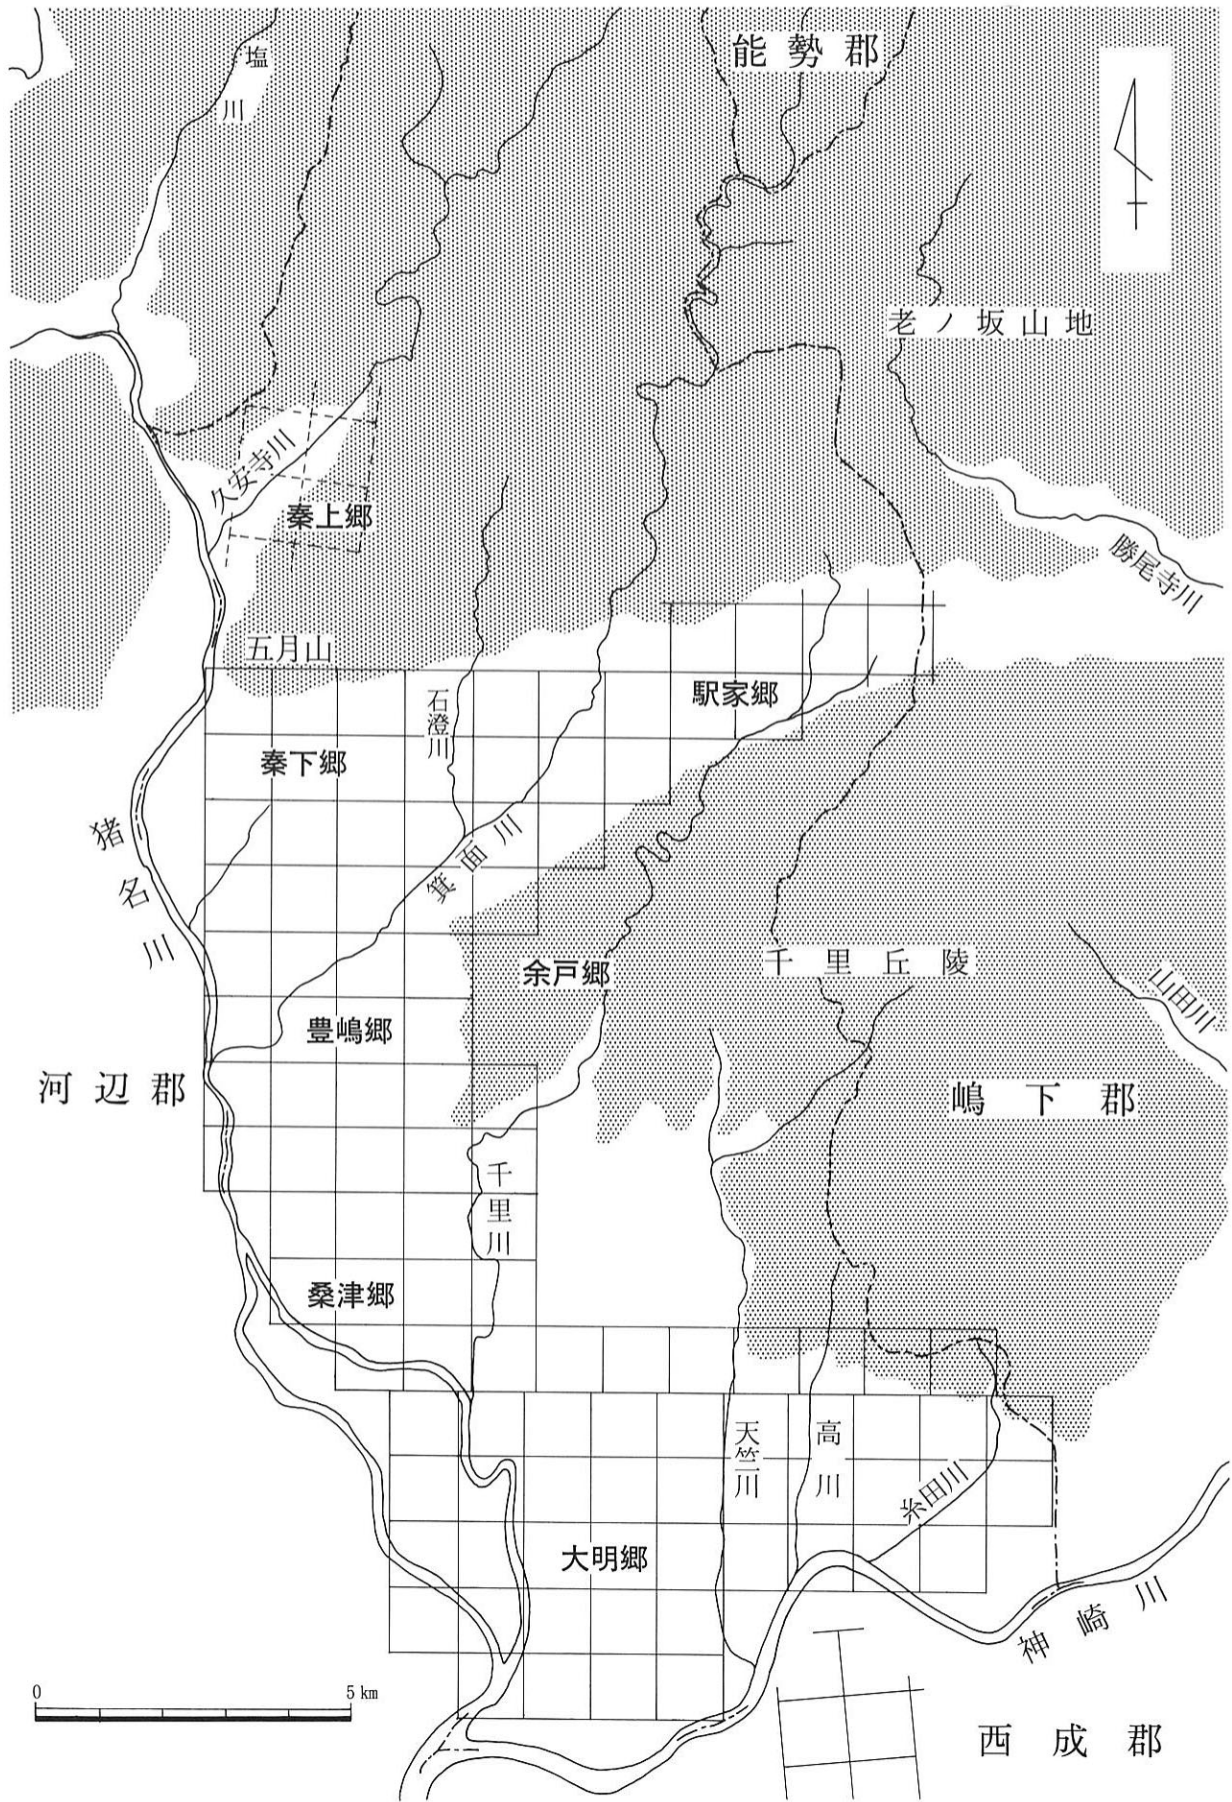 能勢郡
塩川
老ノ坂山地
久安寺川
秦上郷
勝尾寺川
五月山
石澄川
駅家郷
秦下郷
猪名川
箕面川
余戸郷
千里丘陵
山田川
豊嶋郷
河辺郡
嶋下郡
千里川
桑津郷
天竺川
高川
糸田川
大明郷
神崎川
0 5km
西成郡